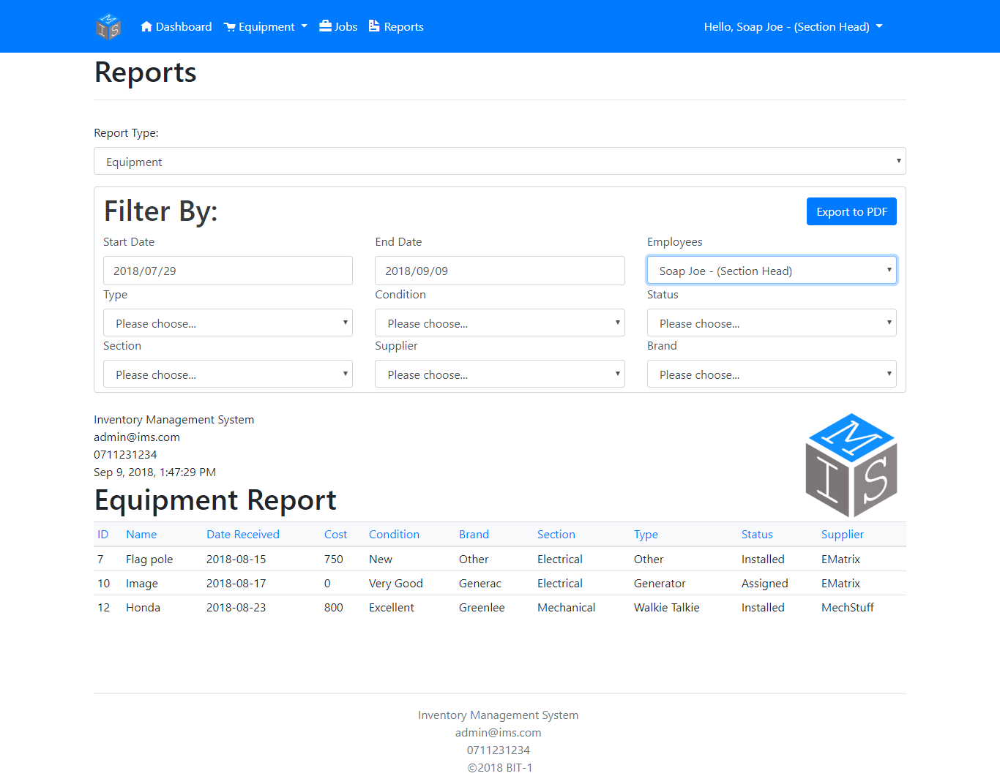 MIS Dashboard Equipment Jobs Reports Hello, Soap Joe - (Section Head)
Reports
Report Type:
Equipment
Filter By: Export to PDF
Start Date End Date Employees
2018/07/29 2018/09/09 Soap Joe - (Section Head)
Type Condition Status
Please choose... Please choose... Please choose...
Section Supplier Brand
Please choose... Please choose... Please choose...
Inventory Management System
admin@ims.com
0711231234
Sep 9, 2018, 1:47:29 PM
MIS
Equipment Report
ID Name Date Received Cost Condition Brand Section Type Status Supplier
7 Flag pole 2018-08-15 750 New Other Electrical Other Installed EMatrix
10 Image 2018-08-17 0 Very Good Generac Electrical Generator Assigned EMatrix
12 Honda 2018-08-23 800 Excellent Greenlee Mechanical Walkie Talkie Installed MechStuff
Inventory Management System
admin@ims.com
0711231234
©2018 BIT-1